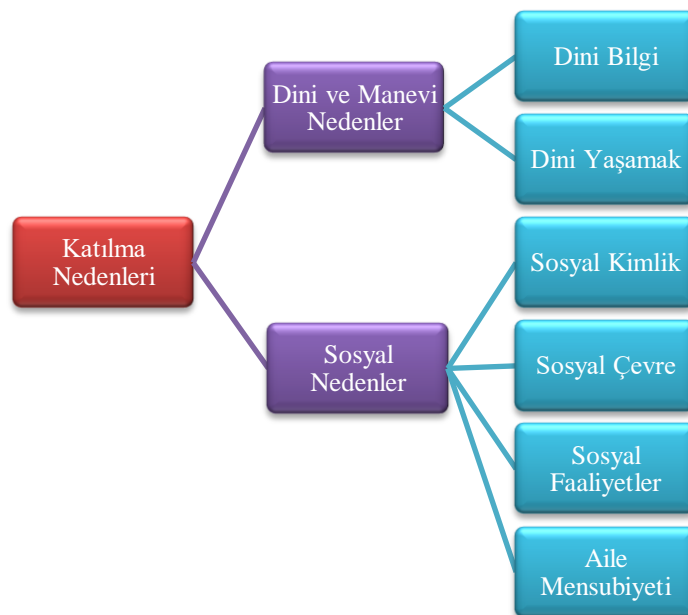 Katılma
Nedenleri
Dini ve Manevi
Nedenler
Dini Bilgi
Dini Yaşamak
Sosyal
Nedenler
Sosyal Kimlik
Sosyal Çevre
Sosyal
Faaliyetler
Aile
Mensubiyeti